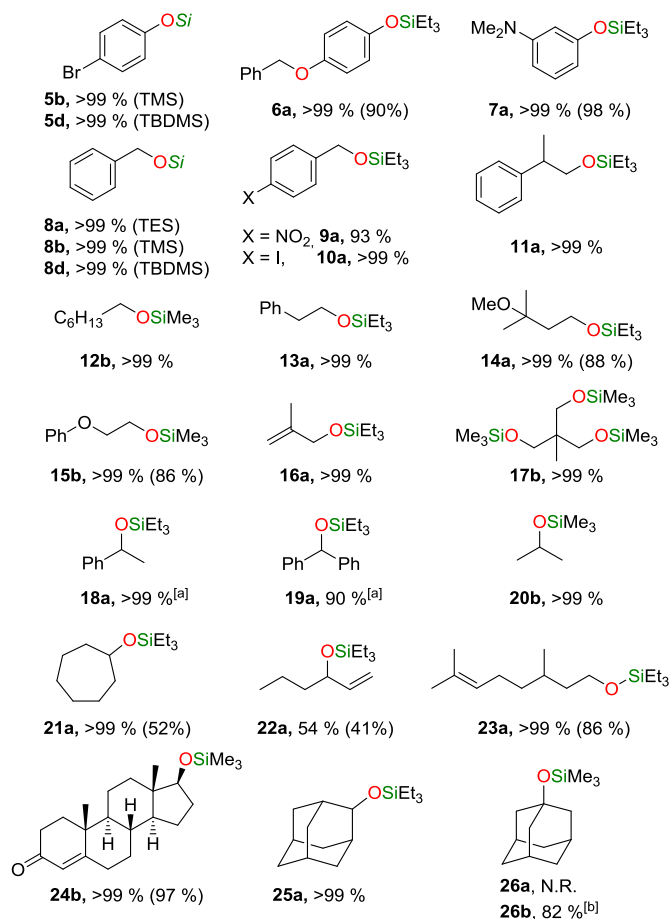 OSi
Br
5b, >99 % (TMS)
5d, >99 % (TBDMS)
OSiEt3
Ph
O
6a, >99 % (90%)
NMe2
OSiEt3
7a, >99 % (98 %)
OSi
8a, >99 % (TES)
8b, >99 % (TMS)
8d, >99 % (TBDMS)
OSiEt3
X
X = NO2, 9a, 93 %
X = I, 10a, >99 %
OSiEt3
11a, >99 %
C6H13
OSiMe3
12b, >99 %
Ph
OSiEt3
13a, >99 %
MeO
OSiEt3
14a, >99 % (88 %)
Ph
O
OSiMe3
15b, >99 % (86 %)
OSiEt3
16a, >99 %
OSiMe3
Me3SiO
OSiMe3
17b, >99 %
OSiEt3
Ph
18a, >99 %[a]
OSiEt3
Ph
Ph
19a, 90 %[a]
OSiMe3
20b, >99 %
OSiEt3
21a, >99 % (52%)
OSiEt3
22a, 54 % (41%)
O
SiEt3
23a, >99 % (86 %)
OSiMe3
H
H
H
O
24b, >99 % (97 %)
OSiEt3
25a, >99 %
OSiMe3
26a, N.R.
26b, 82 %[b]